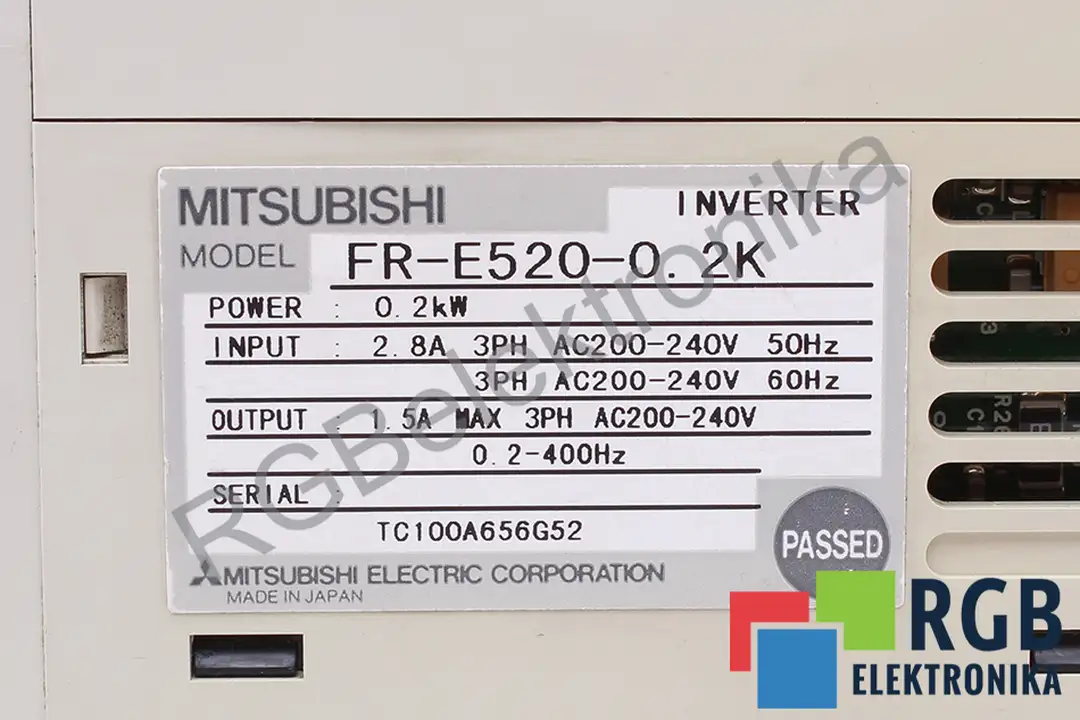 MITSUBISHI INVERTER
MODEL FR-E520-0.2K
POWER : 0.2kW
INPUT : 2.8A 3PH AC200-240V 50Hz
3PH AC200-240V 60Hz
OUTPUT : 1.5A MAX 3PH AC200-240V
0.2-400Hz
SERIAL :
TC100A656G52
PASSED
MITSUBISHI ELECTRIC CORPORATION
MADE IN JAPAN
RGBelektronika
RGB
ELEKTRONIKA